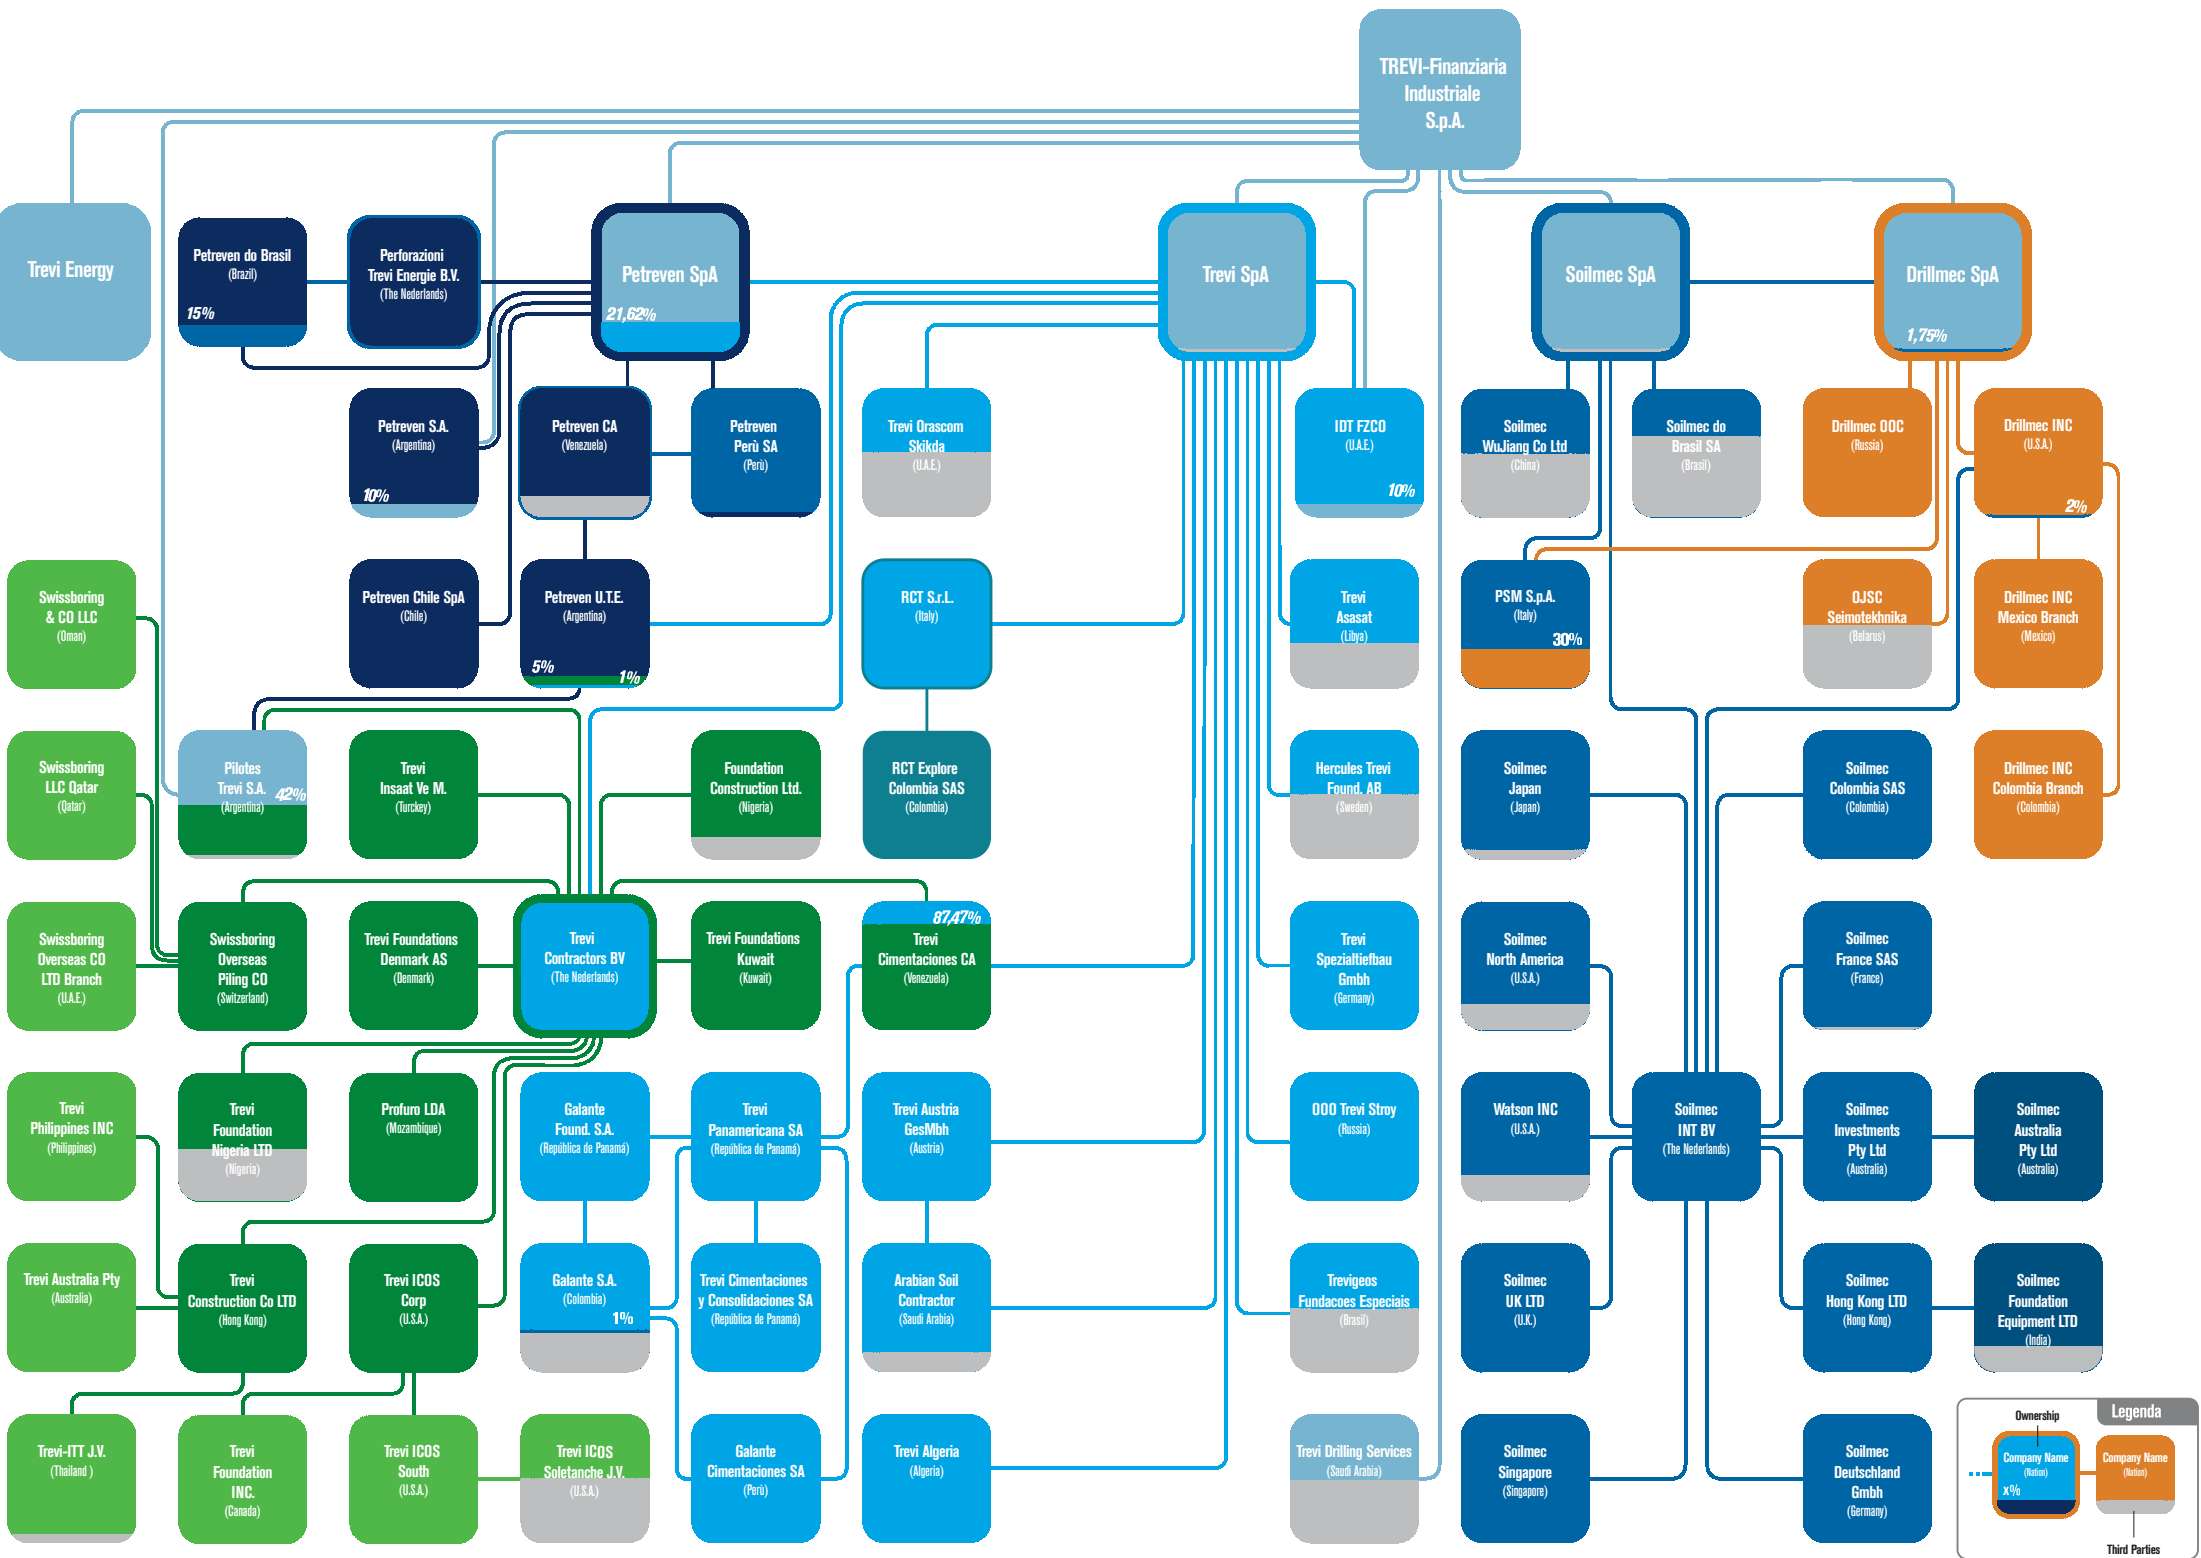 TREVI-Finanziaria
Industriale
S.p.A.
Trevi Energy
Petreven do Brasil
(Brazil)
15%
Perforazioni
Trevi Energie B.V.
(The Nederlands)
Petreven SpA
21,62%
Trevi SpA
Soilmec SpA
Drillmec SpA
1,75%
Petreven S.A.
(Argentina)
10%
Petreven CA
(Venezuela)
Petreven
Perù SA
(Perù)
Trevi Orascom
Skikda
(U.A.E.)
IDT FZCO
(U.A.E.)
10%
Soilmec
WuJiang Co Ltd
(China)
Soilmec do
Brasil SA
(Brasil)
Drillmec OOC
(Russia)
Drillmec INC
(U.S.A.)
2%
Swissboring
& CO LLC
(Oman)
Petreven Chile SpA
(Chile)
Petreven U.T.E.
(Argentina)
5%
1%
RCT S.r.L.
(Italy)
Trevi
Asasat
(Libya)
PSM S.p.A.
(Italy)
30%
OJSC
Seimotekhnika
(Belarus)
Drillmec INC
Mexico Branch
(Mexico)
Swissboring
LLC Qatar
(Qatar)
Pilotes
Trevi S.A.
42%
(Argentina)
Trevi
Insaat Ve M.
(Turckey)
Foundation
Construction Ltd.
(Nigeria)
RCT Explore
Colombia SAS
(Colombia)
Hercules Trevi
Found. AB
(Sweden)
Soilmec
Japan
(Japan)
Soilmec
Colombia SAS
(Colombia)
Drillmec INC
Colombia Branch
(Colombia)
Swissboring
Overseas CO
LTD Branch
(U.A.E.)
Swissboring
Overseas
Piling CO
(Switzerland)
Trevi Foundations
Denmark AS
(Denmark)
Trevi
Contractors BV
(The Nederlands)
Trevi Foundations
Kuwait
(Kuwait)
87,47%
Trevi
Cimentaciones CA
(Venezuela)
Trevi
Spezialtiefbau
Gmbh
(Germany)
Soilmec
North America
(U.S.A.)
Soilmec
France SAS
(France)
Trevi
Philippines INC
(Philippines)
Trevi
Foundation
Nigeria LTD
(Nigeria)
Profuro LDA
(Mozambique)
Galante
Found. S.A.
(República de Panamá)
Trevi
Panamericana SA
(República de Panamá)
Trevi Austria
GesMbh
(Austria)
OOO Trevi Stroy
(Russia)
Watson INC
(U.S.A.)
Soilmec
INT BV
(The Nederlands)
Soilmec
Investments
Pty Ltd
(Australia)
Soilmec
Australia
Pty Ltd
(Australia)
Trevi Australia Pty
(Australia)
Trevi
Construction Co LTD
(Hong Kong)
Trevi ICOS
Corp
(U.S.A.)
Galante S.A.
(Colombia)
1%
Trevi Cimentaciones
y Consolidaciones SA
(República de Panamá)
Arabian Soil
Contractor
(Saudi Arabia)
Trevigeos
Fundacoes Especiais
(Brasil)
Soilmec
UK LTD
(U.K.)
Soilmec
Hong Kong LTD
(Hong Kong)
Soilmec
Foundation
Equipment LTD
(India)
Trevi-ITT J.V.
(Thailand )
Trevi
Foundation
INC.
(Canada)
Trevi ICOS
South
(U.S.A.)
Trevi ICOS
Soletanche J.V.
(U.S.A.)
Galante
Cimentaciones SA
(Perù)
Trevi Algeria
(Algeria)
Trevi Drilling Services
(Saudi Arabia)
Soilmec
Singapore
(Singapore)
Soilmec
Deutschland
Gmbh
(Germany)
Legenda
Ownership
Company Name
(Nation)
x%
Company Name
(Nation)
Third Parties